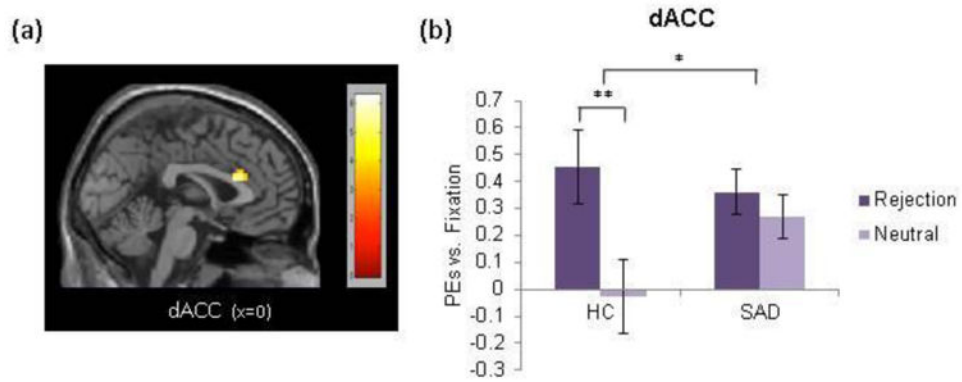 (a)
dACC (x=0)
(b)
dACC
*
**
PEs vs. Fixation
0.7
0.6
0.5
0.4
0.3
0.2
0.1
0
-0.1
-0.2
-0.3
HC
SAD
Rejection
Neutral